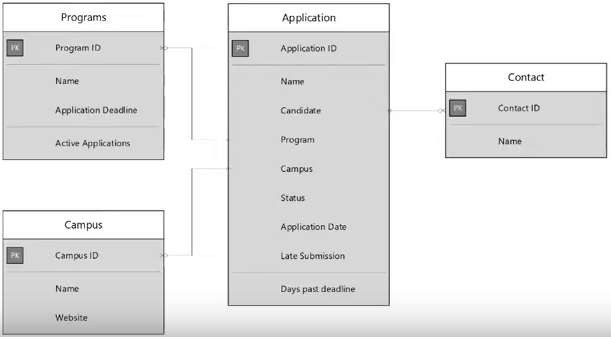 Programs
PK Program ID
Name
Application Deadline
Active Applications
Application
PK Application ID
Name
Candidate
Program
Campus
Status
Application Date
Late Submission
Days past deadline
Contact
PK Contact ID
Name
Campus
PK Campus ID
Name
Website